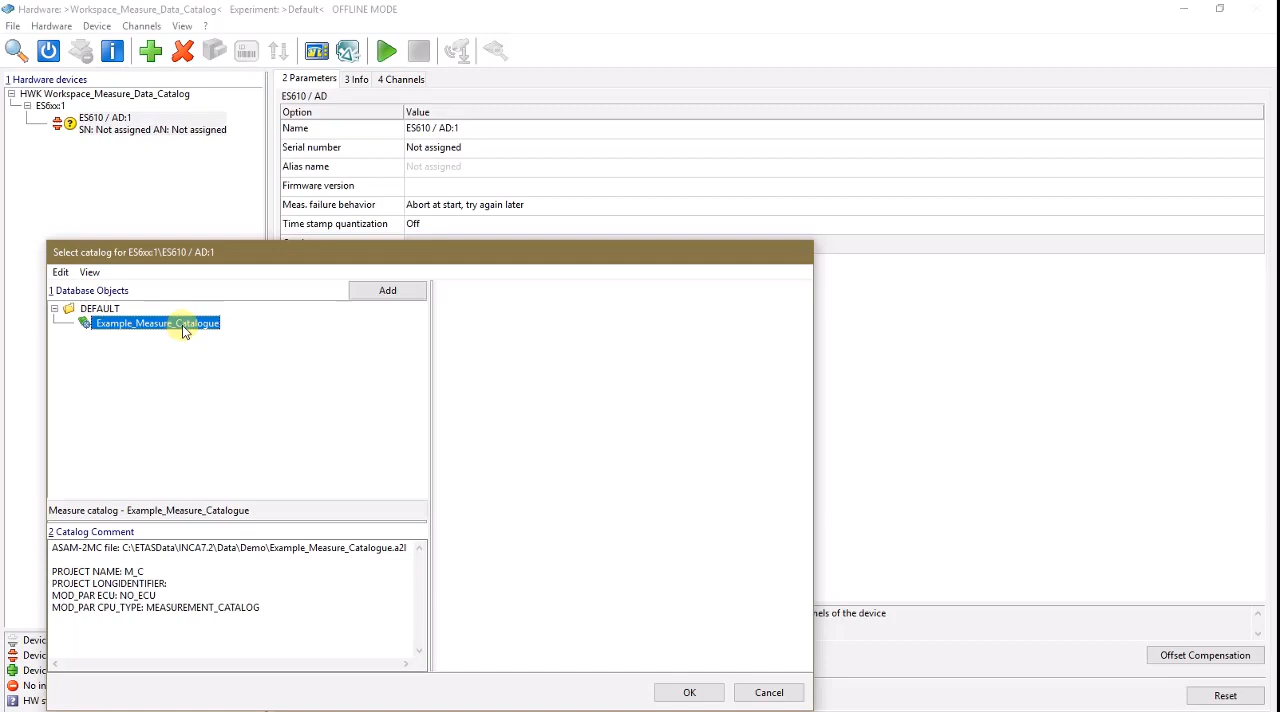 Hardware: >Workspace_Measure_Data_Catalog< Experiment: >Default< OFFLINE MODE
File Hardware Device Channels View ?
1 Hardware devices
HWK Workspace_Measure_Data_Catalog
ES6xx:1
ES610 / AD:1
SN: Not assigned AN: Not assigned
2 Parameters 3 Info 4 Channels
ES610 / AD
Option Value
Name ES610 / AD:1
Serial number Not assigned
Alias name Not assigned
Firmware version
Meas. failure behavior Abort at start, try again later
Time stamp quantization Off
Select catalog for ES6xx:1\ES610 / AD:1
Edit View
1 Database Objects Add
DEFAULT
Example_Measure_Catalogue
Measure catalog - Example_Measure_Catalogue
2 Catalog Comment
ASAM-2MC file: C:\ETASData\INCA7.2\Data\Demo\Example_Measure_Catalogue.a2l
PROJECT NAME: M_C
PROJECT LONGIDENTIFIER:
MOD_PAR ECU: NO_ECU
MOD_PAR CPU_TYPE: MEASUREMENT_CATALOG
OK Cancel
nels of the device
Devic
Devic
Devic
No in
HW s
Offset Compensation
Reset